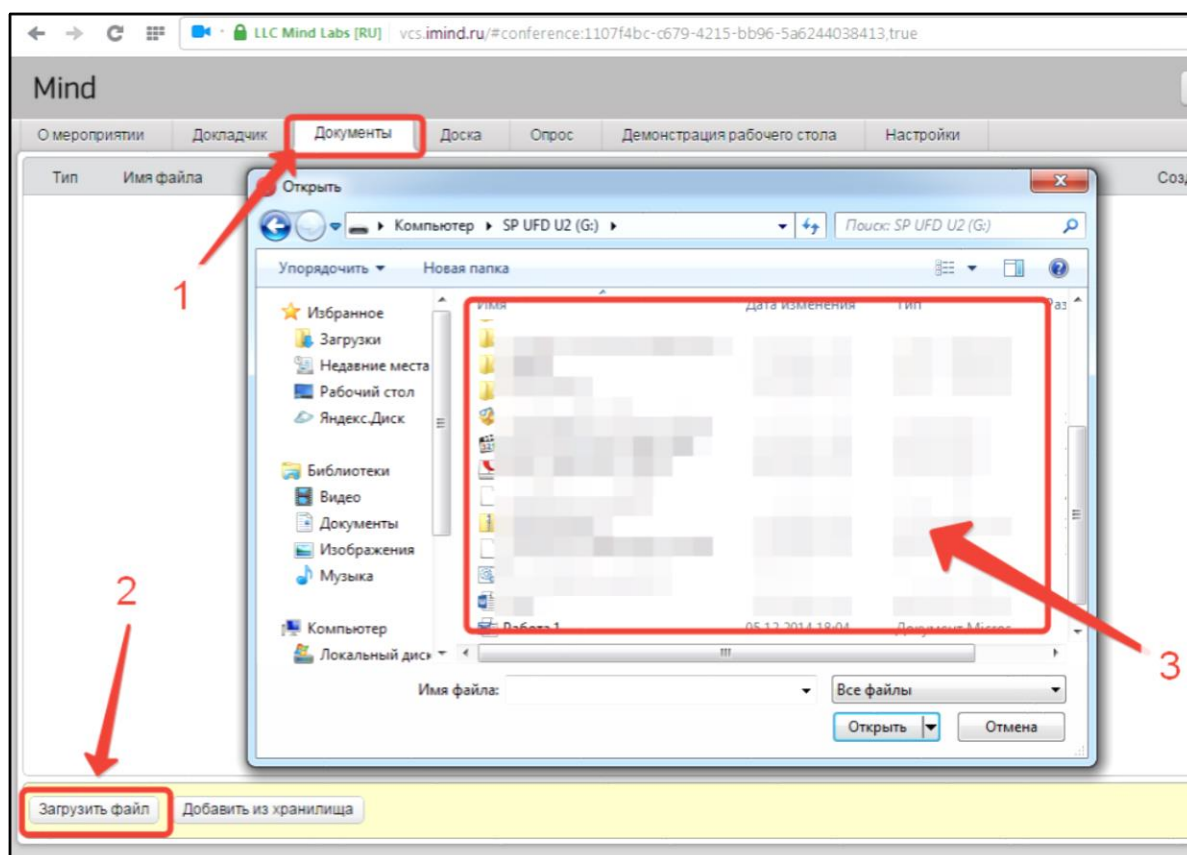 LLC Mind Labs [RU] vcs.imind.ru/#conference:1107f4bc-c679-4215-bb96-5a6244038413,true
Mind
О мероприятии Докладчик Документы Доска Опрос Демонстрация рабочего стола Настройки
Тип Имя файла Созд
Открыть
Компьютер SP UFD U2 (G:) Поиск: SP UFD U2 (G:)
1
Упорядочить Новая папка
Имя Дата изменения Тип Раз
Избранное
Загрузки
Недавние места
Рабочий стол
Яндекс.Диск
Библиотеки
Видео
Документы
Изображения
Музыка
2
Компьютер
Работа 1 05.12.2014 18:04 Документ Micros
Локальный диск
3
Имя файла: Все файлы
Открыть Отмена
Загрузить файл Добавить из хранилища